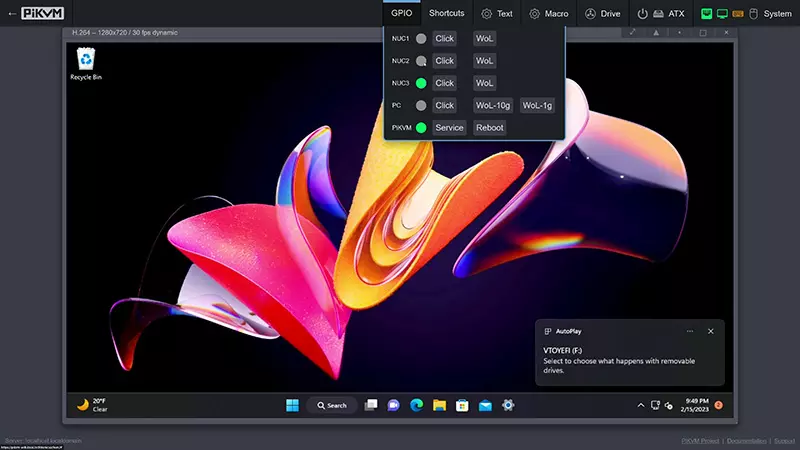 ← PiKVM GPIO Shortcuts Text Macro Drive ATX System
H.264 – 1280x720 / 30 fps dynamic
NUC1 Click WoL
NUC2 Click WoL
NUC3 Click WoL
PC Click WoL-10g WoL-1g
PiKVM Service Reboot
Recycle Bin
AutoPlay
VTOYEFI (F:)
Select to choose what happens with removable
drives.
20°F
Clear
Search
9:49 PM
2/15/2023
Server: localhost.localdomain
PiKVM Project | Documentation | Support